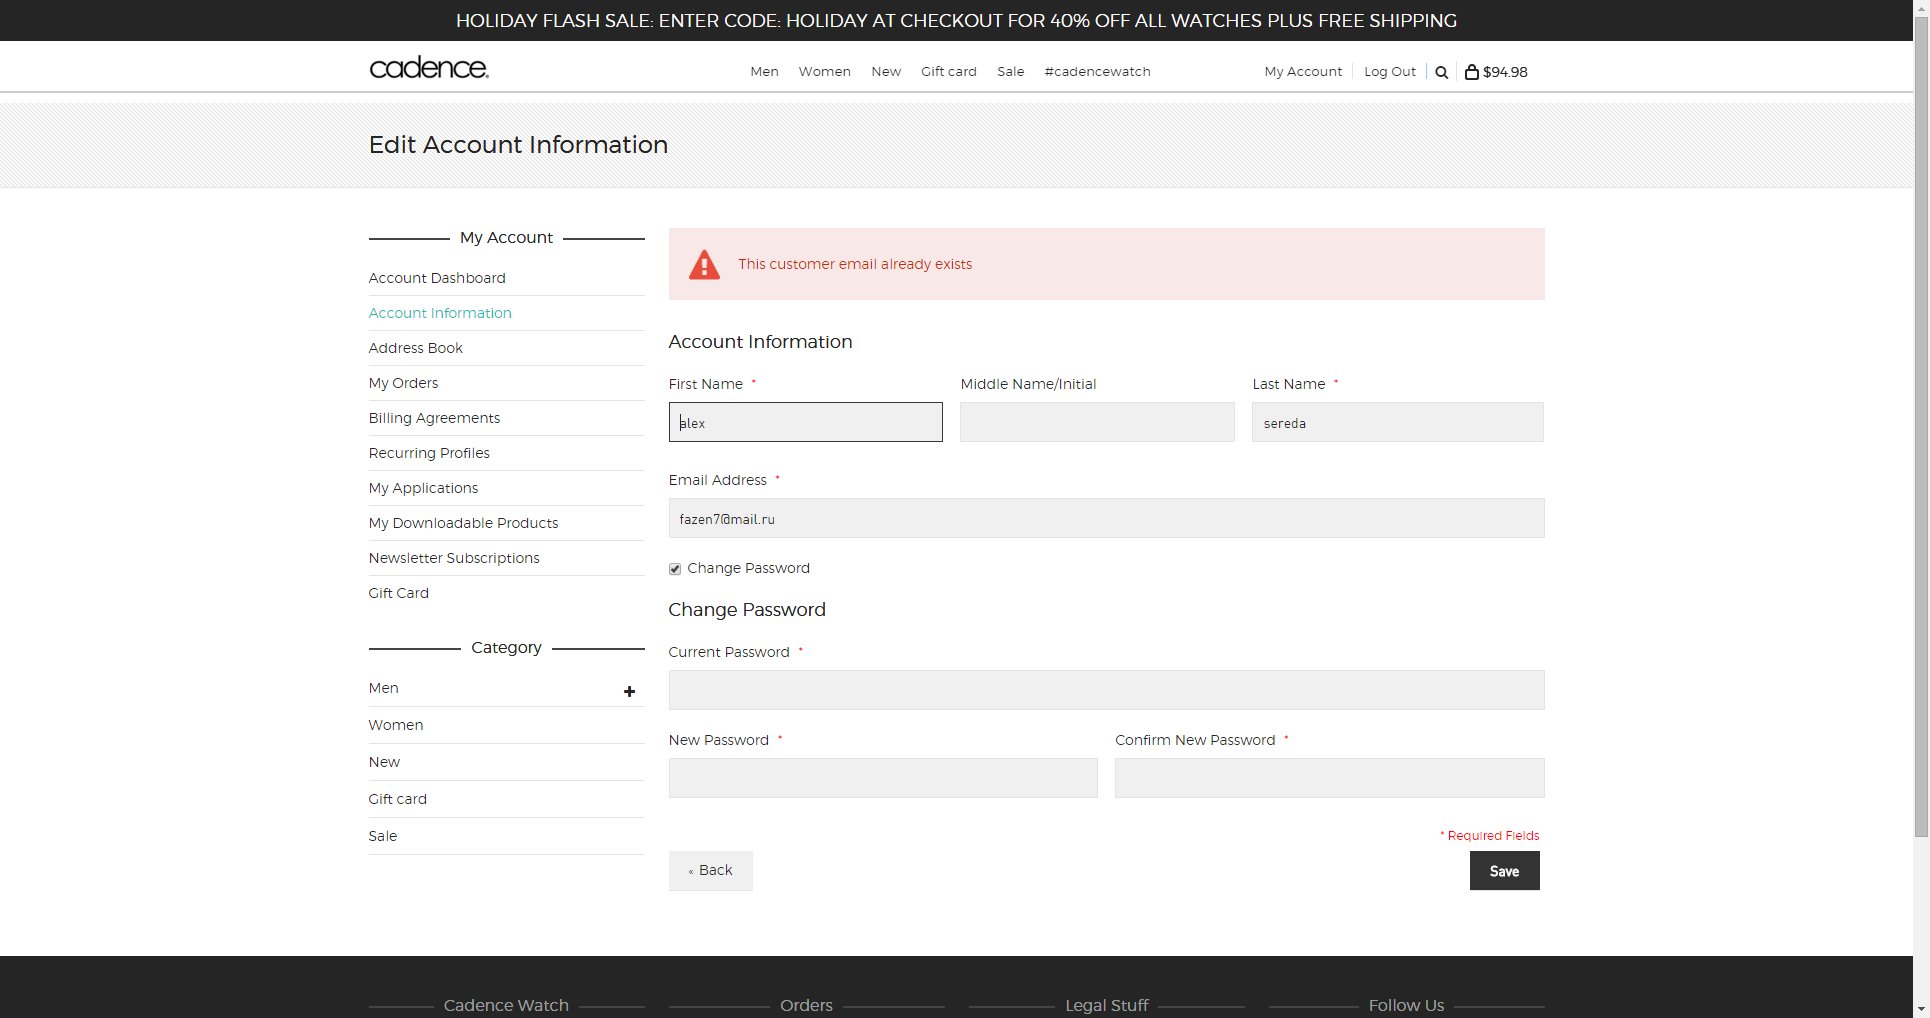 HOLIDAY FLASH SALE: ENTER CODE: HOLIDAY AT CHECKOUT FOR 40% OFF ALL WATCHES PLUS FREE SHIPPING
cadence.
Men Women New Gift card Sale #cadencewatch
My Account Log Out $94.98
Edit Account Information
My Account
Account Dashboard
Account Information
Address Book
My Orders
Billing Agreements
Recurring Profiles
My Applications
My Downloadable Products
Newsletter Subscriptions
Gift Card
Category
Men
Women
New
Gift card
Sale
This customer email already exists
Account Information
First Name * Middle Name/Initial Last Name *
alex sereda
Email Address *
fazen7@mail.ru
Change Password
Change Password
Current Password *
New Password * Confirm New Password *
* Required Fields
« Back Save
Cadence Watch Orders Legal Stuff Follow Us